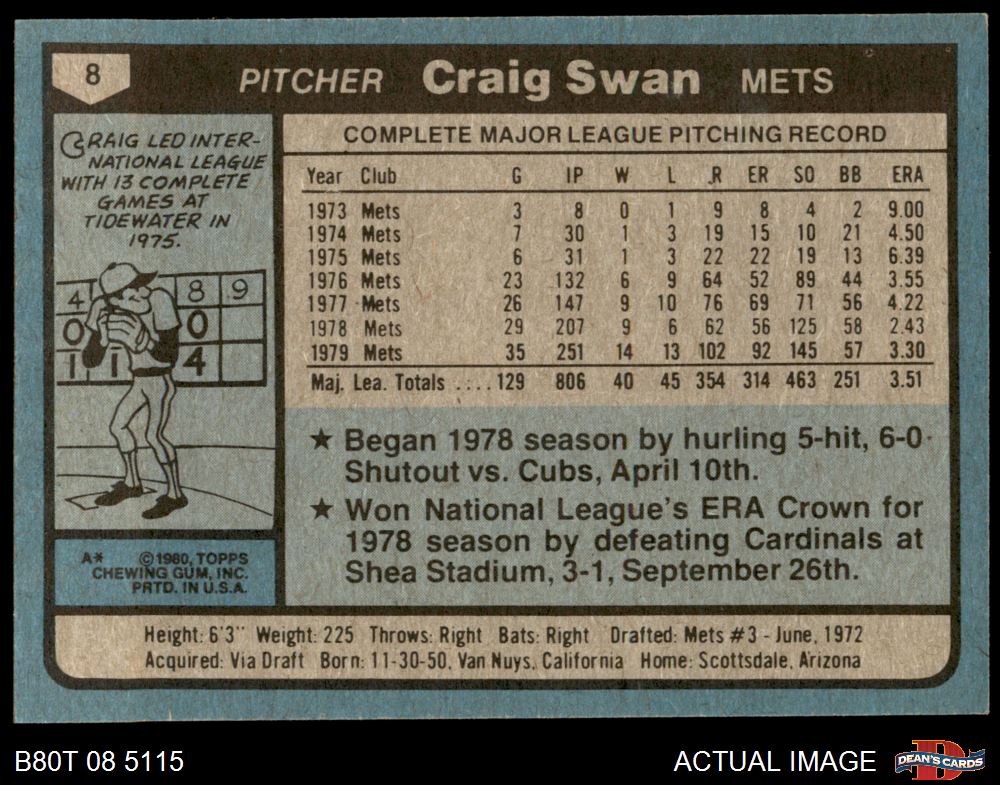 8
PITCHER Craig Swan METS
CRAIG LED INTER-
NATIONAL LEAGUE
WITH 13 COMPLETE
GAMES AT
TIDEWATER IN
1975.
4 8 9
0 0
1 1 4
COMPLETE MAJOR LEAGUE PITCHING RECORD
Year Club G IP W L R ER SO BB ERA
1973 Mets 3 8 0 1 9 8 4 2 9.00
1974 Mets 7 30 1 3 19 15 10 21 4.50
1975 Mets 6 31 1 3 22 22 19 13 6.39
1976 Mets 23 132 6 9 64 52 89 44 3.55
1977 Mets 26 147 9 10 76 69 71 56 4.22
1978 Mets 29 207 9 6 62 56 125 58 2.43
1979 Mets 35 251 14 13 102 92 145 57 3.30
Maj. Lea. Totals .... 129 806 40 45 354 314 463 251 3.51
★ Began 1978 season by hurling 5-hit, 6-0
Shutout vs. Cubs, April 10th.
★ Won National League's ERA Crown for
1978 season by defeating Cardinals at
Shea Stadium, 3-1, September 26th.
A* ©1980, TOPPS
CHEWING GUM, INC.
PRTD. IN U.S.A.
Height: 6'3" Weight: 225 Throws: Right Bats: Right Drafted: Mets #3 - June, 1972
Acquired: Via Draft Born: 11-30-50, Van Nuys, California Home: Scottsdale, Arizona
B80T 08 5115
ACTUAL IMAGE
D
DEAN'S CARDS